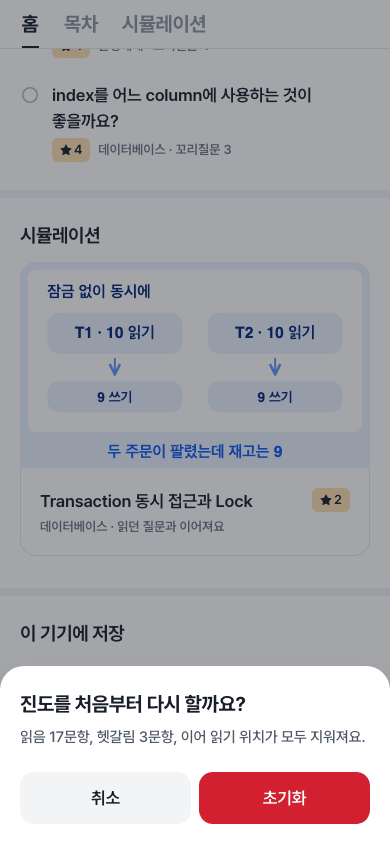 홈 목차 시뮬레이션
index를 어느 column에 사용하는 것이
좋을까요?
★4 데이터베이스 · 꼬리질문 3
시뮬레이션
잠금 없이 동시에
T1 · 10 읽기 T2 · 10 읽기
9 쓰기 9 쓰기
두 주문이 팔렸는데 재고는 9
Transaction 동시 접근과 Lock ★2
데이터베이스 · 읽던 질문과 이어져요
이 기기에 저장
진도를 처음부터 다시 할까요?
읽음 17문항, 헷갈림 3문항, 이어 읽기 위치가 모두 지워져요.
취소 초기화